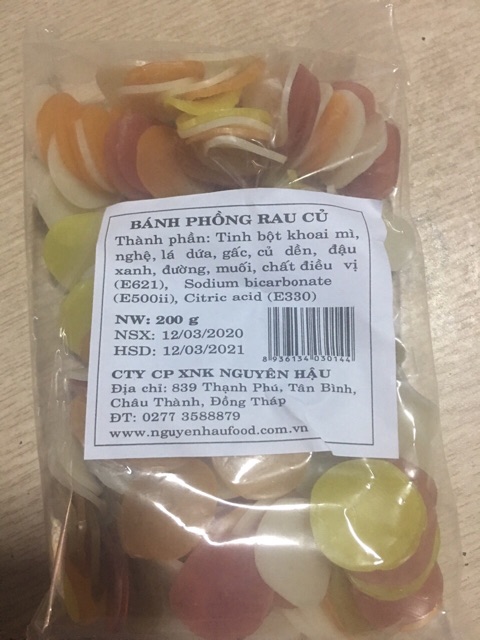 BÁNH PHỒNG RAU CỦ
Thành phần: Tinh bột khoai mì,
nghệ, lá dứa, gấc, củ dền, đậu
xanh, đường, muối, chất điều vị
(E621), Sodium bicarbonate
(E500ii), Citric acid (E330)
NW: 200 g
NSX: 12/03/2020
HSD: 12/03/2021
8 936134 030144
CTY CP XNK NGUYÊN HẬU
Địa chỉ: 839 Thạnh Phú, Tân Bình,
Châu Thành, Đồng Tháp
ĐT: 0277 3588879
www.nguyenhaufood.com.vn